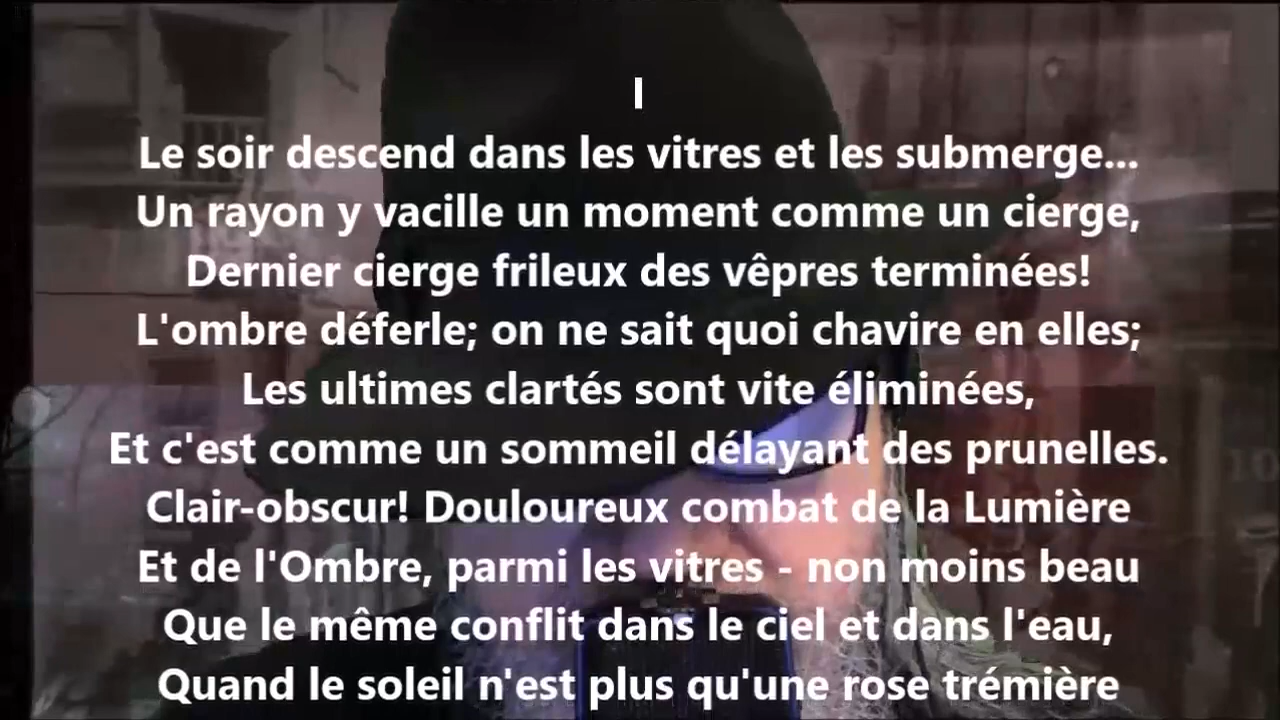 I
Le soir descend dans les vitres et les submerge...
Un rayon y vacille un moment comme un cierge,
Dernier cierge frileux des vêpres terminées!
L'ombre déferle; on ne sait quoi chavire en elles;
Les ultimes clartés sont vite éliminées,
Et c'est comme un sommeil délayant des prunelles.
Clair-obscur! Douloureux combat de la Lumière
Et de l'Ombre, parmi les vitres - non moins beau
Que le même conflit dans le ciel et dans l'eau,
Quand le soleil n'est plus qu'une rose trémière